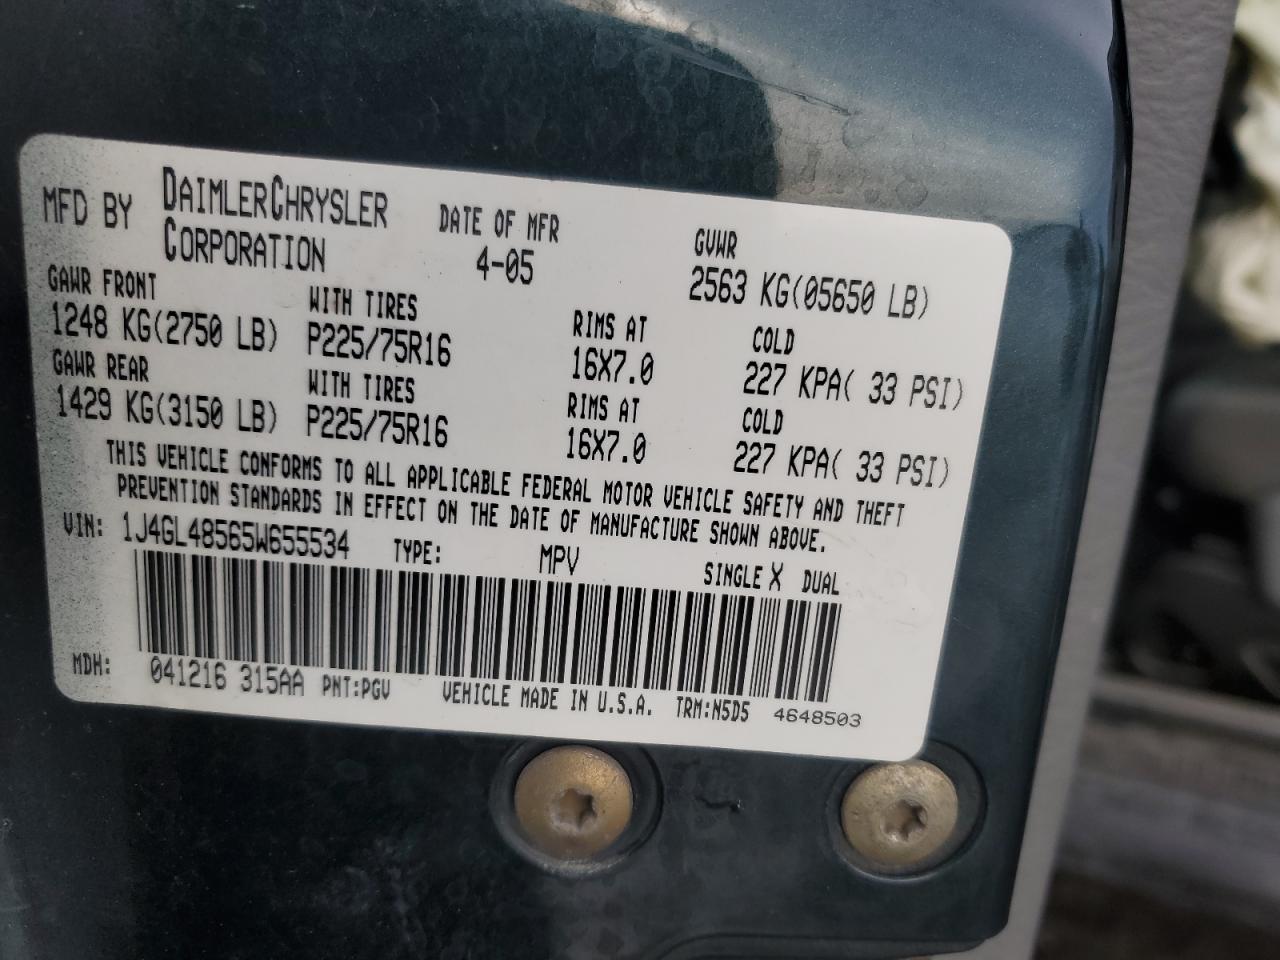 MFD BY DAIMLERCHRYSLER CORPORATION DATE OF MFR 4-05 GVWR 2563 KG(05650 LB)
GAWR FRONT WITH TIRES RIMS AT COLD
1248 KG(2750 LB) P225/75R16 16X7.0 227 KPA( 33 PSI)
GAWR REAR WITH TIRES RIMS AT COLD
1429 KG(3150 LB) P225/75R16 16X7.0 227 KPA( 33 PSI)
THIS VEHICLE CONFORMS TO ALL APPLICABLE FEDERAL MOTOR VEHICLE SAFETY AND THEFT
PREVENTION STANDARDS IN EFFECT ON THE DATE OF MANUFACTURE SHOWN ABOVE.
VIN: 1J4GL48565W655534 TYPE: MPV SINGLE X DUAL
MDH: 041216 315AA PNT:PGV VEHICLE MADE IN U.S.A. TRM:N5D5 4648503